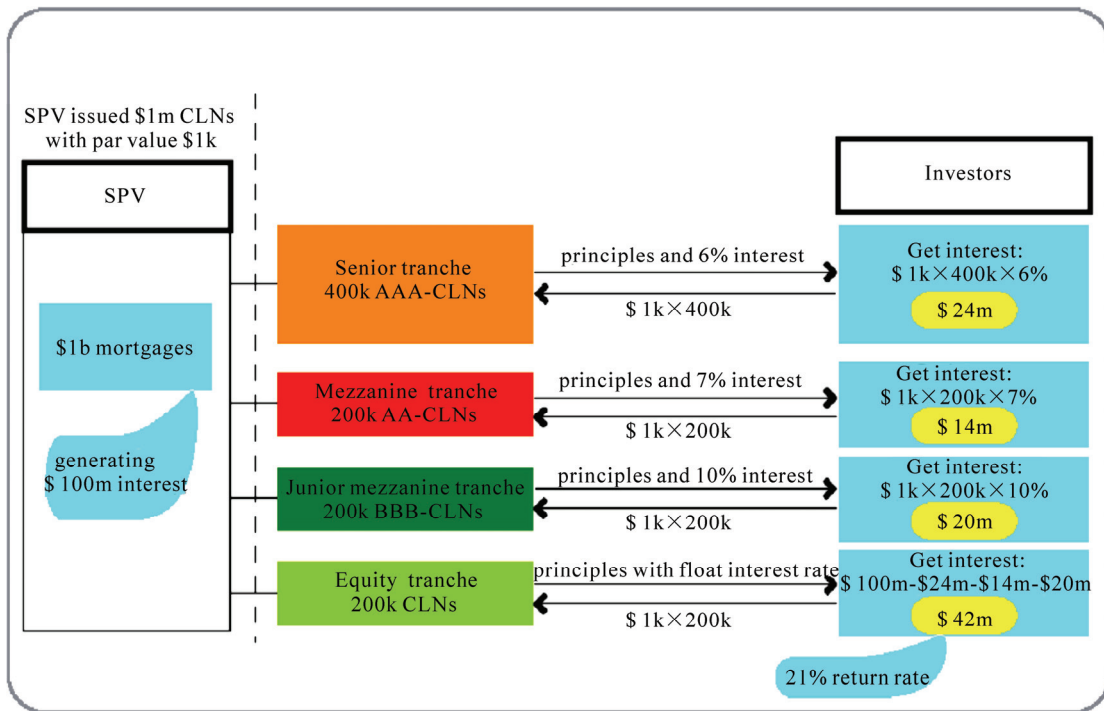 SPV issued $1m CLNs
with par value $1k
SPV
$1b mortgages
generating
$ 100m interest
Senior tranche
400k AAA-CLNs
Mezzanine tranche
200k AA-CLNs
Junior mezzanine tranche
200k BBB-CLNs
Equity tranche
200k CLNs
principles and 6% interest
$ 1k×400k
principles and 7% interest
$ 1k×200k
principles and 10% interest
$ 1k×200k
principles with float interest rate
$ 1k×200k
Investors
Get interest:
$ 1k×400k×6%
$ 24m
Get interest:
$ 1k×200k×7%
$ 14m
Get interest:
$ 1k×200k×10%
$ 20m
Get interest:
$ 100m-$24m-$14m-$20m
$ 42m
21% return rate